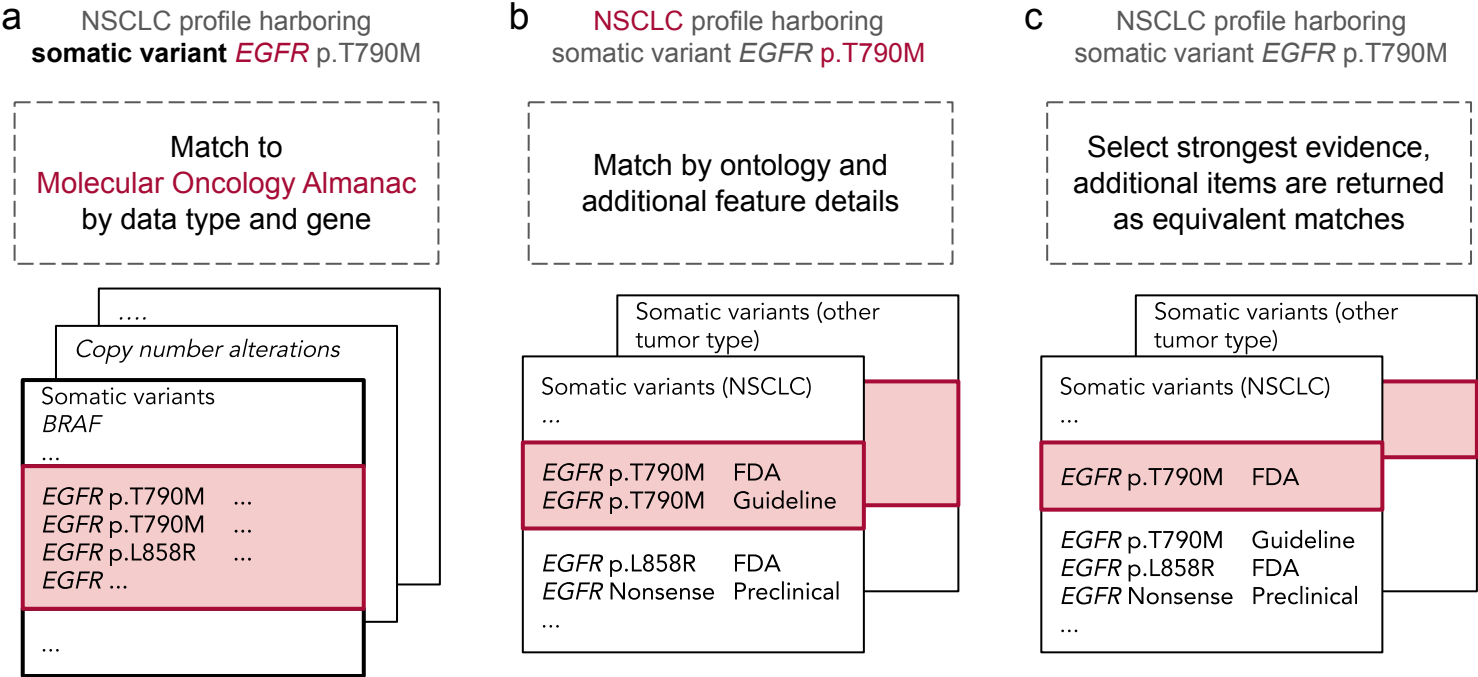 a
NSCLC profile harboring
somatic variant EGFR p.T790M
Match to
Molecular Oncology Almanac
by data type and gene
....
Copy number alterations
Somatic variants
BRAF
...
EGFR p.T790M ...
EGFR p.T790M ...
EGFR p.L858R ...
EGFR ...
...
b
NSCLC profile harboring
somatic variant EGFR p.T790M
Match by ontology and
additional feature details
Somatic variants (other
tumor type)
Somatic variants (NSCLC)
...
EGFR p.T790M FDA
EGFR p.T790M Guideline
EGFR p.L858R FDA
EGFR Nonsense Preclinical
...
c
NSCLC profile harboring
somatic variant EGFR p.T790M
Select strongest evidence,
additional items are returned
as equivalent matches
Somatic variants (other
tumor type)
Somatic variants (NSCLC)
...
EGFR p.T790M FDA
EGFR p.T790M Guideline
EGFR p.L858R FDA
EGFR Nonsense Preclinical
...